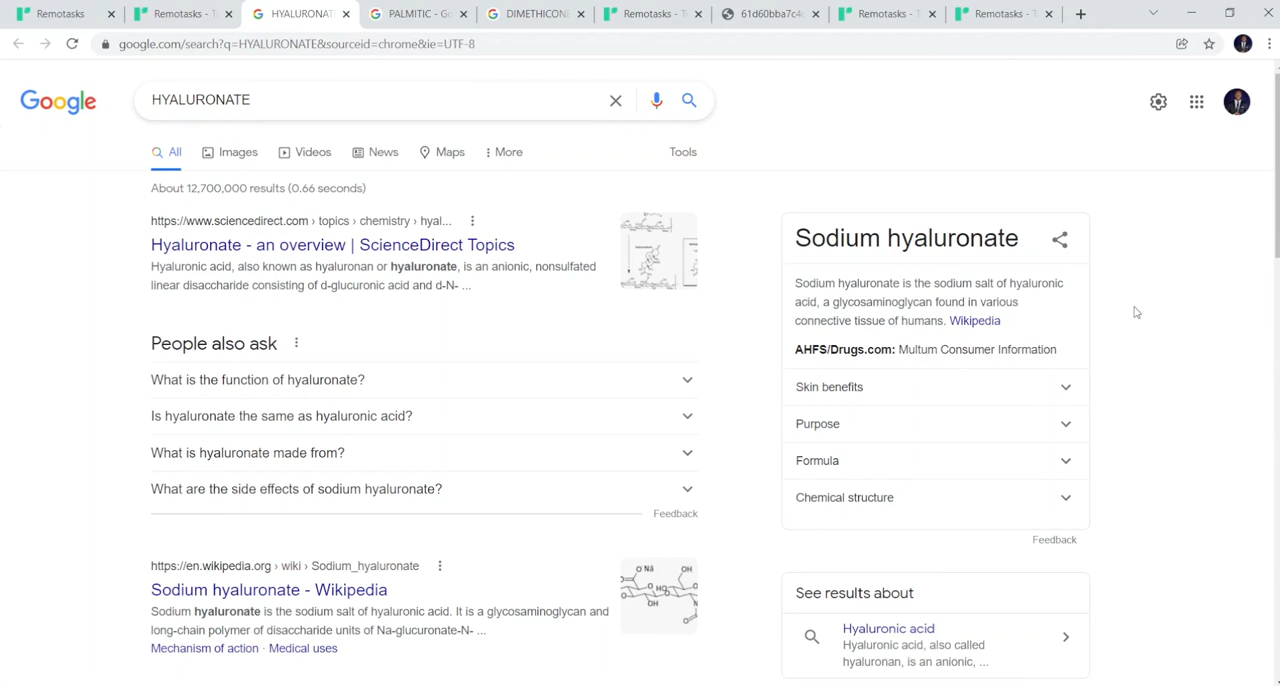 Remotasks
Remotasks - T
HYALURONAT
PALMITIC - Go
DIMETHICONE
Remotasks - T
61d60bba7c4
Remotasks - T
Remotasks - T
google.com/search?q=HYALURONATE&sourceid=chrome&ie=UTF-8
Google
HYALURONATE
All
Images
Videos
News
Maps
More
Tools
About 12,700,000 results (0.66 seconds)
https://www.sciencedirect.com › topics › chemistry › hyal...
Hyaluronate - an overview | ScienceDirect Topics
Hyaluronic acid, also known as hyaluronan or hyaluronate, is an anionic, nonsulfated
linear disaccharide consisting of d-glucuronic acid and d-N- ...
People also ask
What is the function of hyaluronate?
Is hyaluronate the same as hyaluronic acid?
What is hyaluronate made from?
What are the side effects of sodium hyaluronate?
Feedback
https://en.wikipedia.org › wiki › Sodium_hyaluronate
Sodium hyaluronate - Wikipedia
Sodium hyaluronate is the sodium salt of hyaluronic acid. It is a glycosaminoglycan and
long-chain polymer of disaccharide units of Na-glucuronate-N- ...
Mechanism of action · Medical uses
O Na
OH
HO
OH
Sodium hyaluronate
Sodium hyaluronate is the sodium salt of hyaluronic
acid, a glycosaminoglycan found in various
connective tissue of humans. Wikipedia
AHFS/Drugs.com: Multum Consumer Information
Skin benefits
Purpose
Formula
Chemical structure
Feedback
See results about
Hyaluronic acid
Hyaluronic acid, also called
hyaluronan, is an anionic, ...